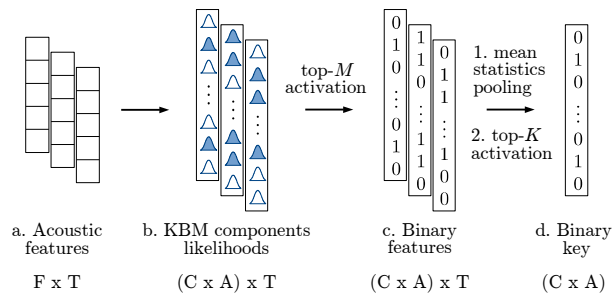 top-M
activation
0
1
0
⋮
0
1
0
1
1
0
⋮
1
1
0
0
1
1
⋮
1
0
0
1. mean
statistics
pooling
2. top-K
activation
0
1
0
⋮
0
1
0
a. Acoustic
features
F x T
b. KBM components
likelihoods
(C x A) x T
c. Binary
features
(C x A) x T
d. Binary
key
(C x A)